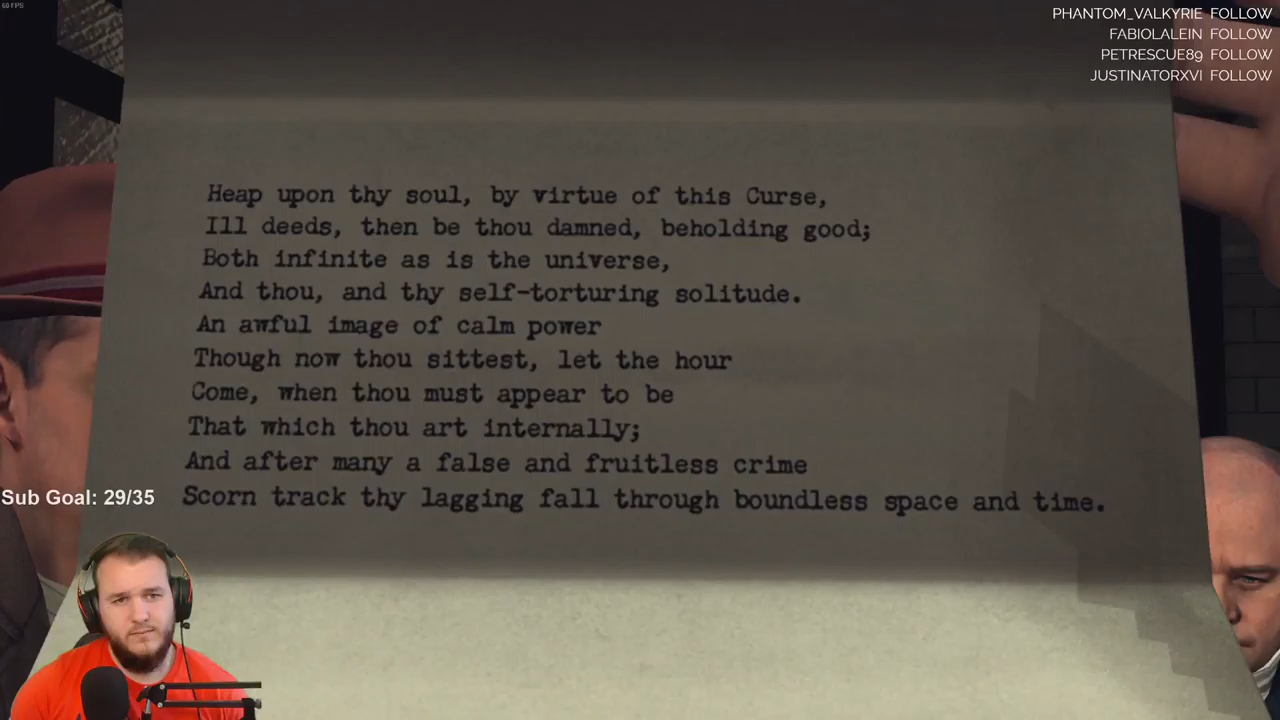 60 FPS
PHANTOM_VALKYRIE FOLLOW
FABIOLALEIN FOLLOW
PETRESCUE89 FOLLOW
JUSTINATORXVI FOLLOW
Heap upon thy soul, by virtue of this Curse,
Ill deeds, then be thou damned, beholding good;
Both infinite as is the universe,
And thou, and thy self-torturing solitude.
An awful image of calm power
Though now thou sittest, let the hour
Come, when thou must appear to be
That which thou art internally;
And after many a false and fruitless crime
Scorn track thy lagging fall through boundless space and time.
Sub Goal: 29/35